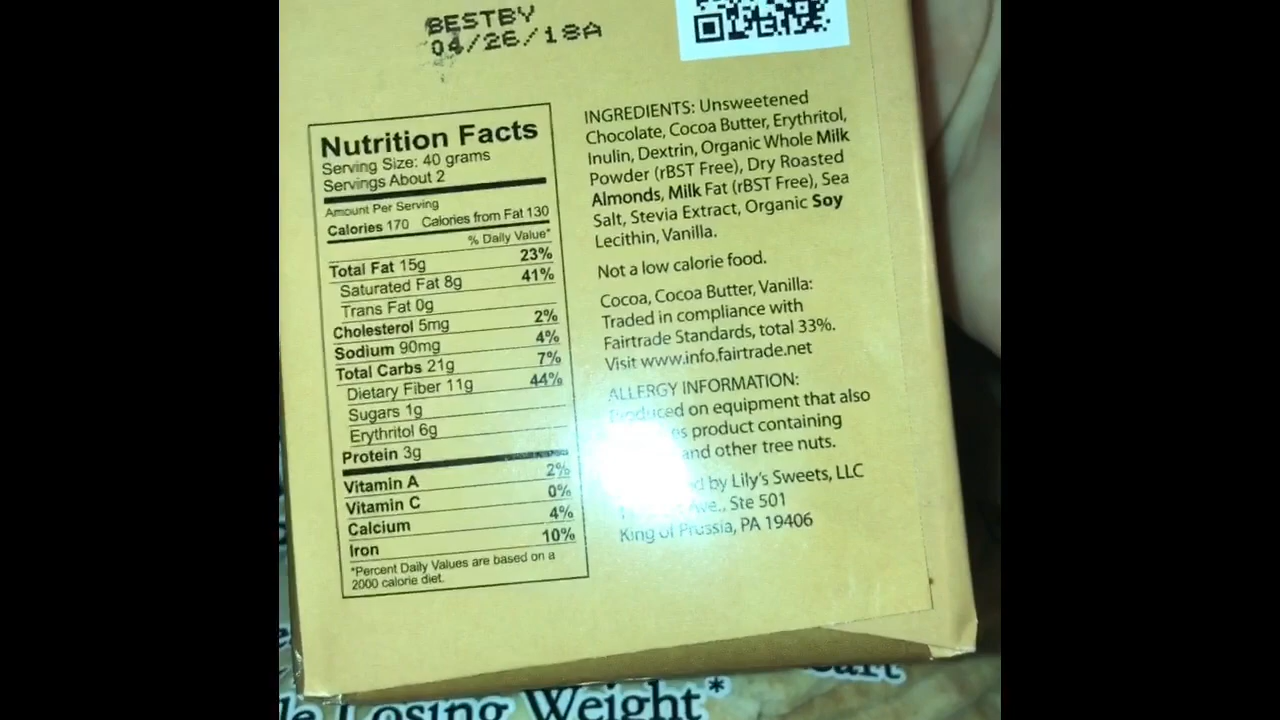 BESTBY
04/26/18A
Nutrition Facts
Serving Size: 40 grams
Servings About 2
Amount Per Serving
Calories 170 Calories from Fat 130
% Daily Value*
Total Fat 15g 23%
Saturated Fat 8g 41%
Trans Fat 0g
Cholesterol 5mg 2%
Sodium 90mg 4%
Total Carbs 21g 7%
Dietary Fiber 11g 44%
Sugars 1g
Erythritol 6g
Protein 3g
Vitamin A 2%
Vitamin C 0%
Calcium 4%
Iron 10%
*Percent Daily Values are based on a
2000 calorie diet.
INGREDIENTS: Unsweetened
Chocolate, Cocoa Butter, Erythritol,
Inulin, Dextrin, Organic Whole Milk
Powder (rBST Free), Dry Roasted
Almonds, Milk Fat (rBST Free), Sea
Salt, Stevia Extract, Organic Soy
Lecithin, Vanilla.
Not a low calorie food.
Cocoa, Cocoa Butter, Vanilla:
Traded in compliance with
Fairtrade Standards, total 33%.
Visit www.info.fairtrade.net
ALLERGY INFORMATION:
Produced on equipment that also
product containing
and other tree nuts.
by Lily's Sweets, LLC
Ave., Ste 501
King of Prussia, PA 19406
Losing Weight*